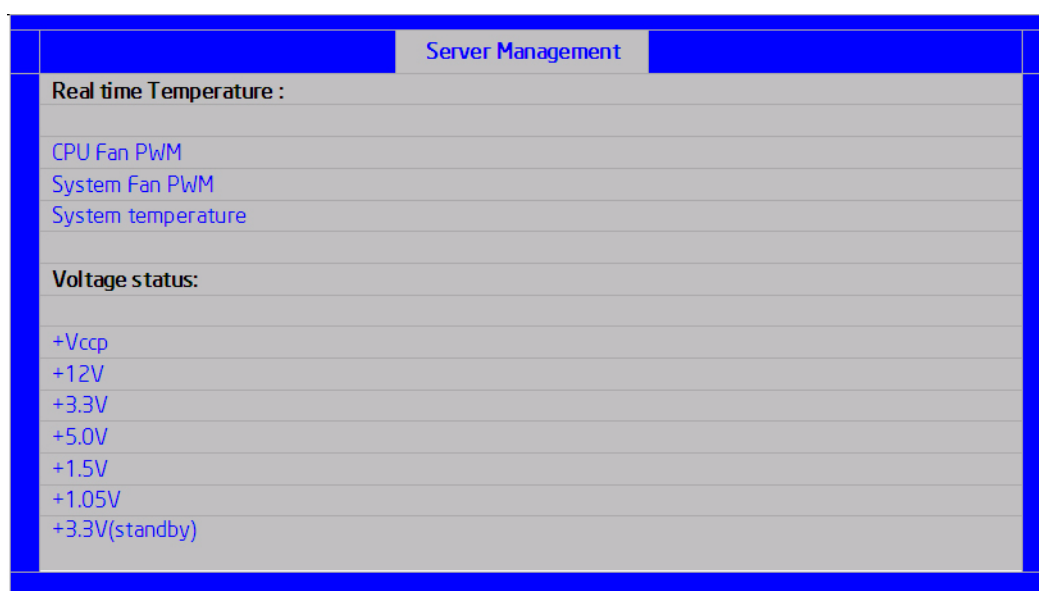 Server Management
Real time Temperature :
CPU Fan PWM
System Fan PWM
System temperature
Voltage status:
+Vccp
+12V
+3.3V
+5.0V
+1.5V
+1.05V
+3.3V(standby)